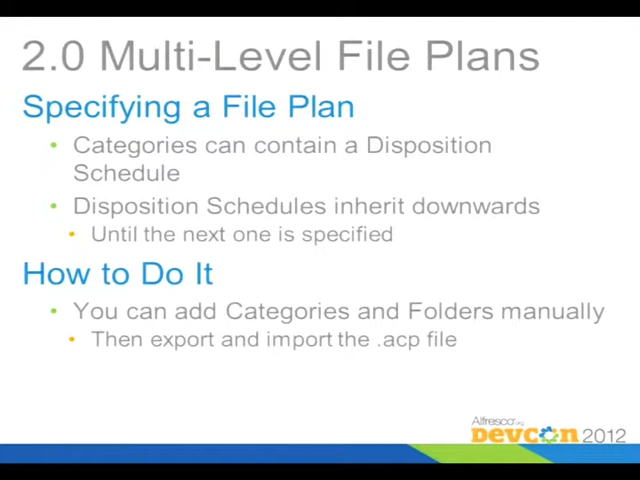 2.0 Multi-Level File Plans
Specifying a File Plan
• Categories can contain a Disposition
Schedule
• Disposition Schedules inherit downwards
• Until the next one is specified
How to Do It
• You can add Categories and Folders manually
• Then export and import the .acp file
Alfresco.org
DEVCON 2012